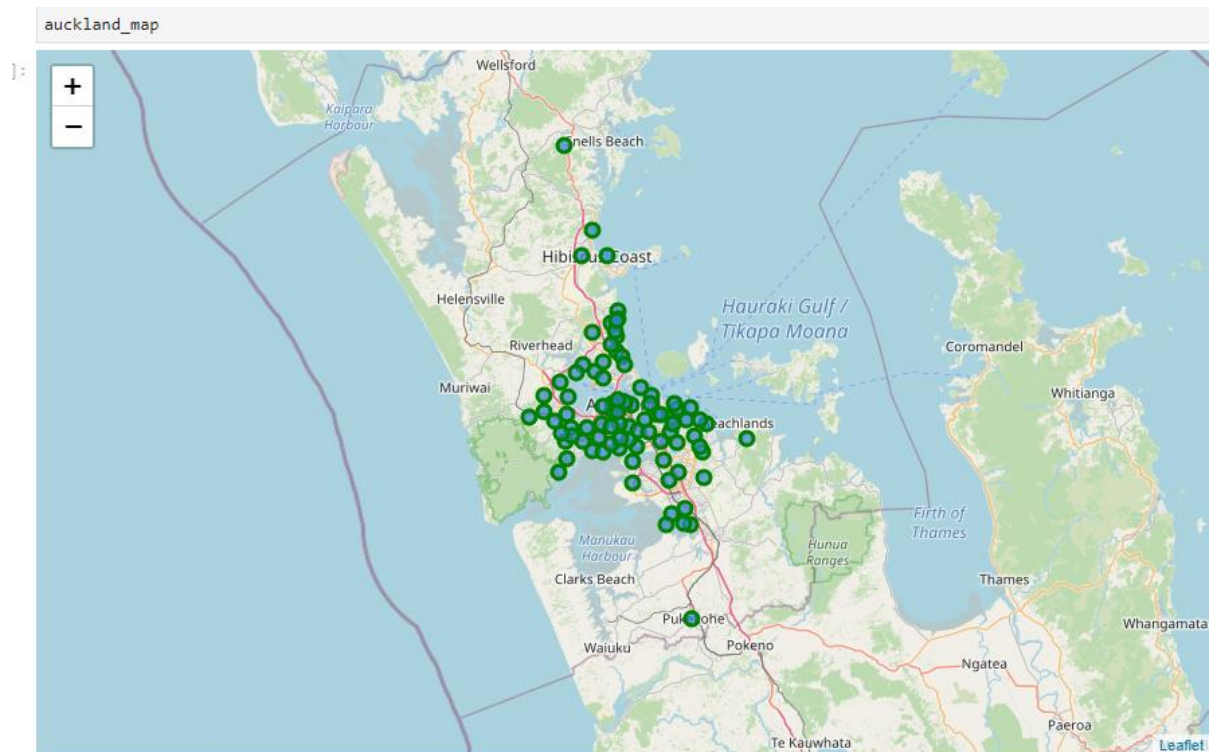 auckland_map
]:
+
−
Wellsford
Kaipara
Harbour
Snells Beach
Hibiscus Coast
Helensville
Hauraki Gulf /
Tīkapa Moana
Riverhead
Coromandel
Muriwai
Whitianga
A
Beachlands
Firth of
Thames
Manukau
Harbour
Hunua
Ranges
Clarks Beach
Thames
Pukekohe
Whangamata
Waiuku
Pokeno
Ngatea
Paeroa
Te Kauwhata
Leaflet